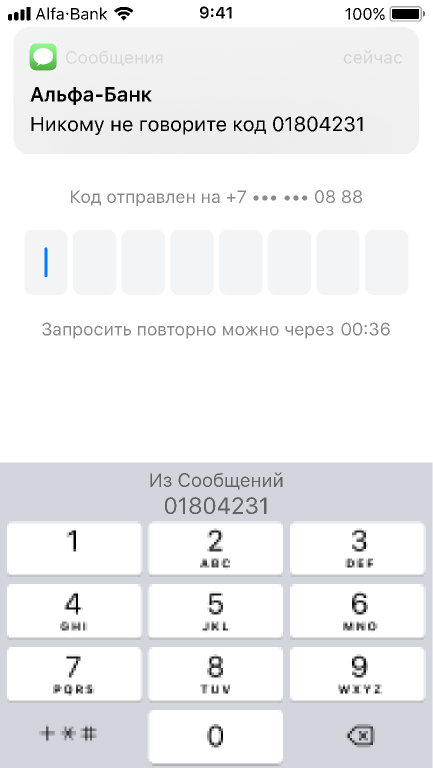 Alfa·Bank 9:41 100%
Сообщения сейчас
Альфа-Банк
Никому не говорите код 01804231
Код отправлен на +7 ••• ••• 08 88
Запросить повторно можно через 00:36
Из Сообщений
01804231
1 2 3
ABC DEF
4 5 6
GHI JKL MNO
7 8 9
PQRS TUV WXYZ
+*# 0